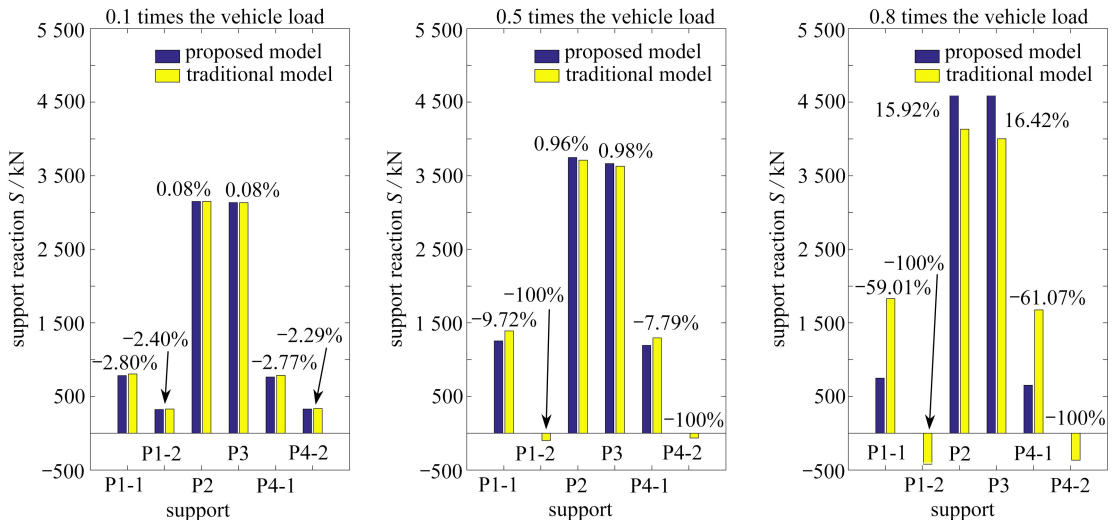 0.1 times the vehicle load
5 500
4 500
3 500
2 500
1 500
500
−500
support reaction S / kN
proposed model
traditional model
0.08% 0.08%
−2.40% −2.29%
−2.80% −2.77%
P1-2 P3 P4-2
P1-1 P2 P4-1
support
0.5 times the vehicle load
5 500
4 500
3 500
2 500
1 500
500
−500
support reaction S / kN
proposed model
traditional model
0.96% 0.98%
−100%
−9.72% −7.79%
−100%
P1-2 P4-2
P1-1 P2 P3 P4-1
support
0.8 times the vehicle load
5 500
4 500
3 500
2 500
1 500
500
−500
support reaction S / kN
proposed model
traditional model
15.92% 16.42%
−100%
−59.01% −61.07%
−100%
P1-1 P2 P4-1
P1-2 P3 P4-2
support